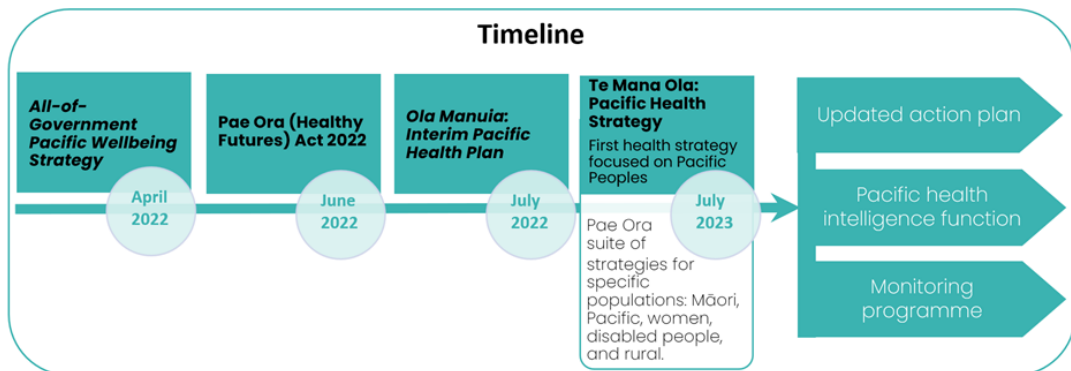 Timeline
All-of-
Government
Pacific Wellbeing
Strategy
April
2022
Pae Ora (Healthy
Futures) Act 2022
June
2022
Ola Manuia:
Interim Pacific
Health Plan
July
2022
Te Mana Ola:
Pacific Health
Strategy
First health strategy
focused on Pacific
Peoples
July
2023
Pae Ora
suite of
strategies for
specific
populations: Māori,
Pacific, women,
disabled people,
and rural.
Updated action plan
Pacific health
intelligence function
Monitoring
programme